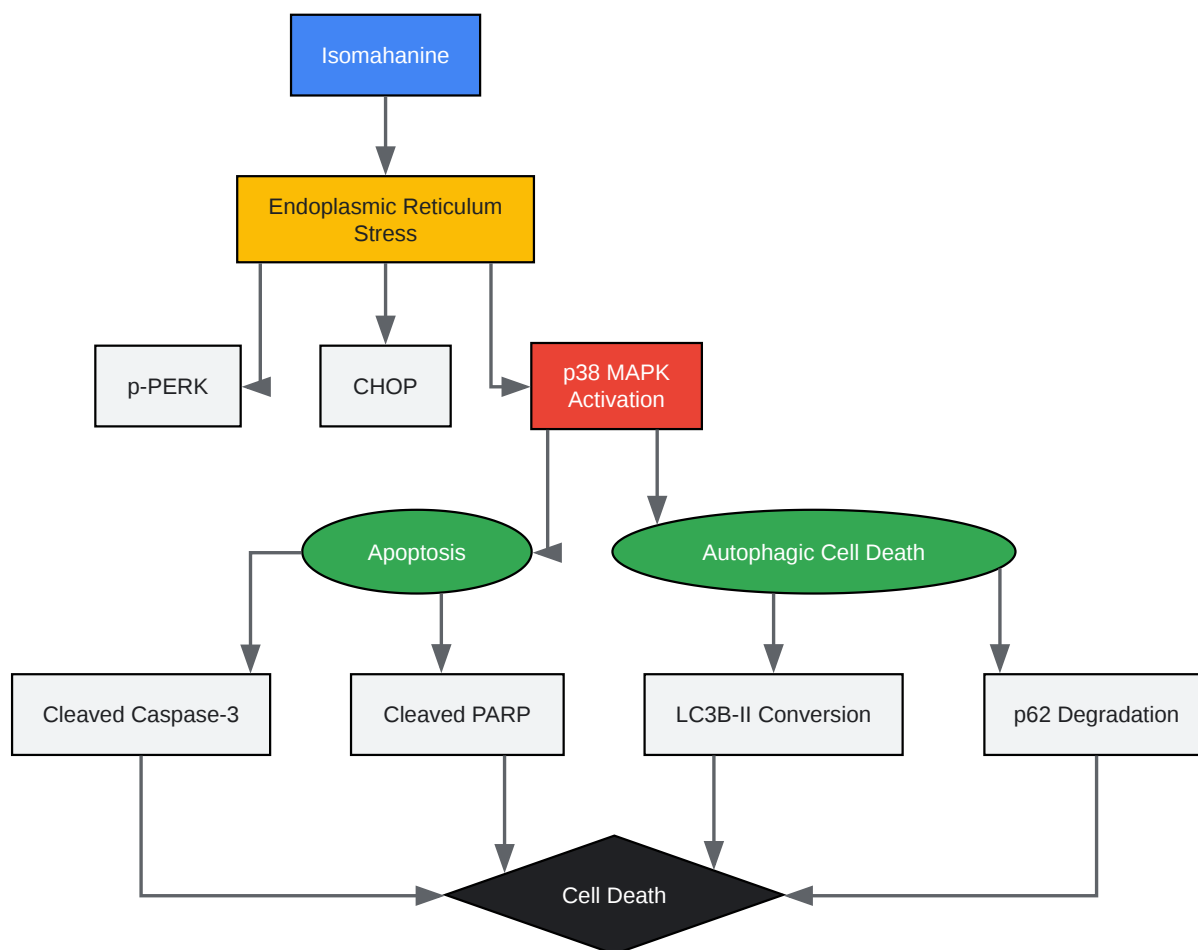 Isomahanine
Endoplasmic Reticulum
Stress
p-PERK
CHOP
p38 MAPK
Activation
Apoptosis
Autophagic Cell Death
Cleaved Caspase-3
Cleaved PARP
LC3B-II Conversion
p62 Degradation
Cell Death